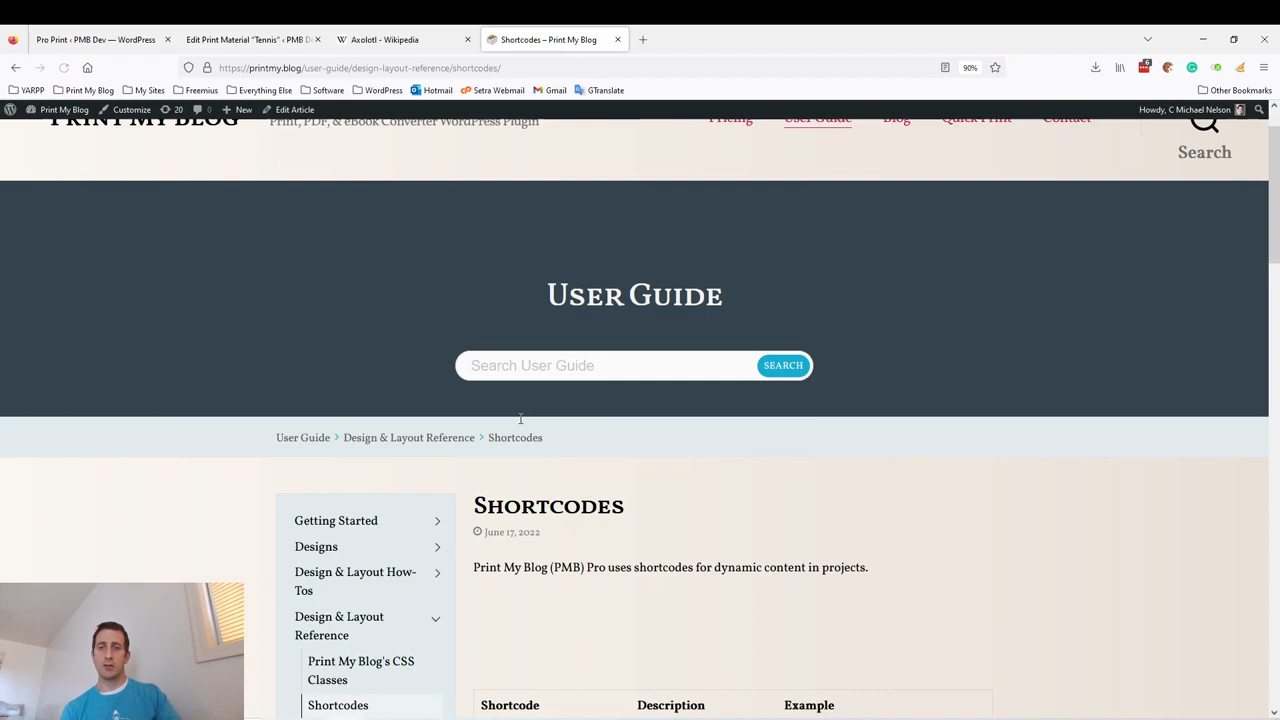 Pro Print ‹ PMB Dev — WordPress
Edit Print Material "Tennis" ‹ PMB D
Axolotl - Wikipedia
Shortcodes – Print My Blog
https://printmy.blog/user-guide/design-layout-reference/shortcodes/
90%
6
YARPP
Print My Blog
My Sites
Freemius
Everything Else
Software
WordPress
Hotmail
Setra Webmail
Gmail
GTranslate
Other Bookmarks
Print My Blog
Customize
20
0
New
Edit Article
Howdy, C Michael Nelson
PRINT MY BLOG
Print, PDF, & eBook Converter WordPress Plugin
Pricing
User Guide
Blog
Quick Print
Contact
Search
USER GUIDE
Search User Guide
SEARCH
User Guide > Design & Layout Reference > Shortcodes
Getting Started
Designs
Design & Layout How-
Tos
Design & Layout
Reference
Print My Blog's CSS
Classes
Shortcodes
SHORTCODES
June 17, 2022
Print My Blog (PMB) Pro uses shortcodes for dynamic content in projects.
Shortcode
Description
Example